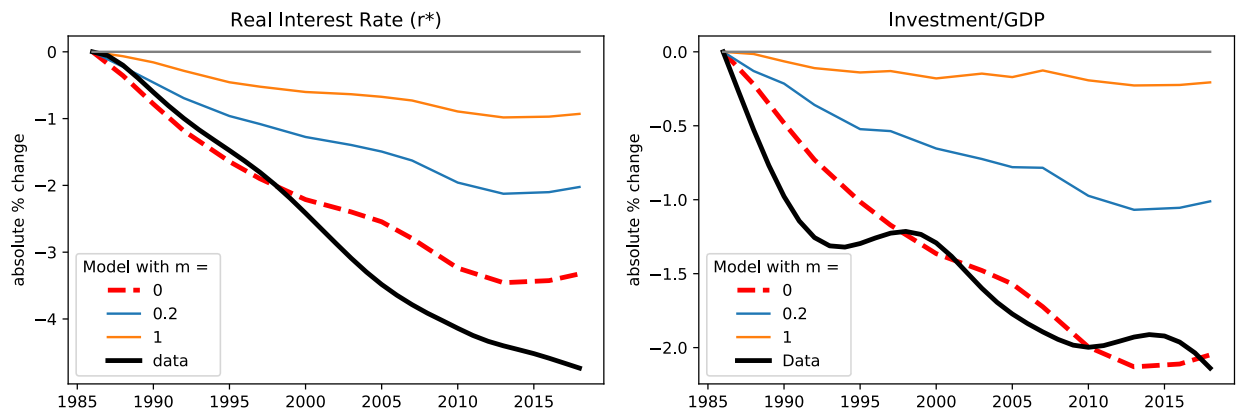 Real Interest Rate (r*)
absolute % change
0
−1
−2
−3
−4
Model with m =
0
0.2
1
data
1985 1990 1995 2000 2005 2010 2015
Investment/GDP
absolute % change
0.0
−0.5
−1.0
−1.5
−2.0
Model with m =
0
0.2
1
Data
1985 1990 1995 2000 2005 2010 2015